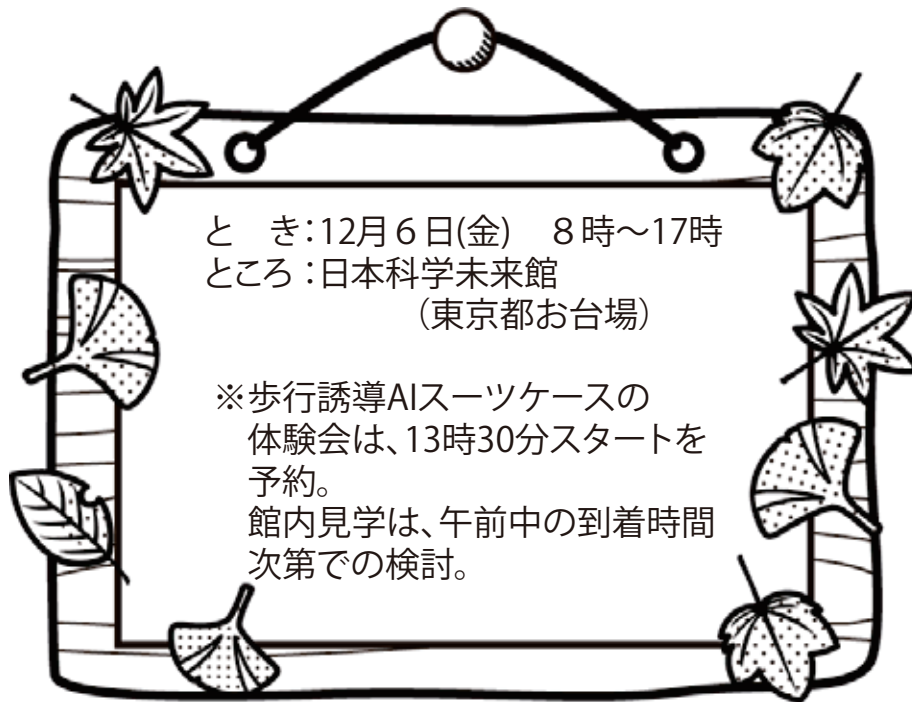 と　き：12月６日(金)　８時～17時
ところ：日本科学未来館
（東京都お台場）
※歩行誘導AIスーツケースの
体験会は、13時30分スタートを
予約。
館内見学は、午前中の到着時間
次第での検討。